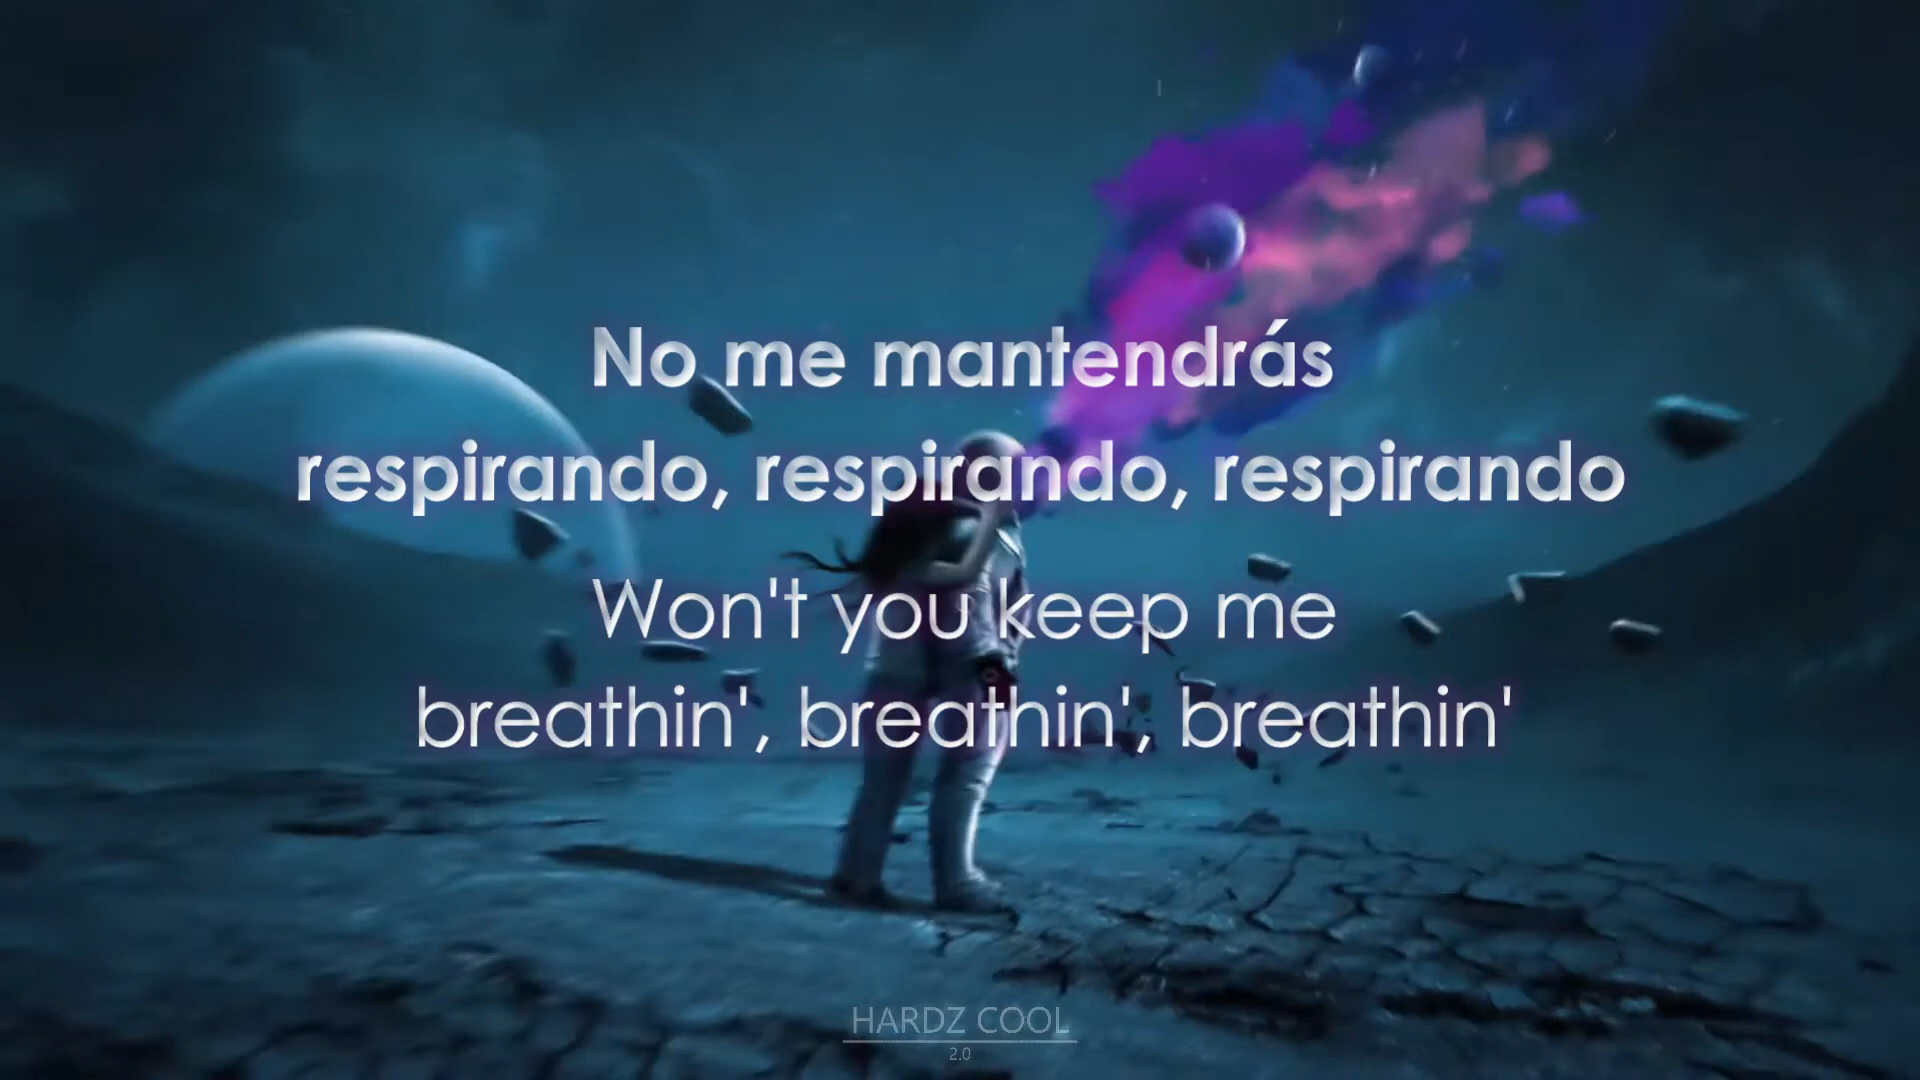 No me mantendrás
respirando, respirando, respirando
Won't you keep me
breathin', breathin', breathin'
HARDZ COOL
2.0